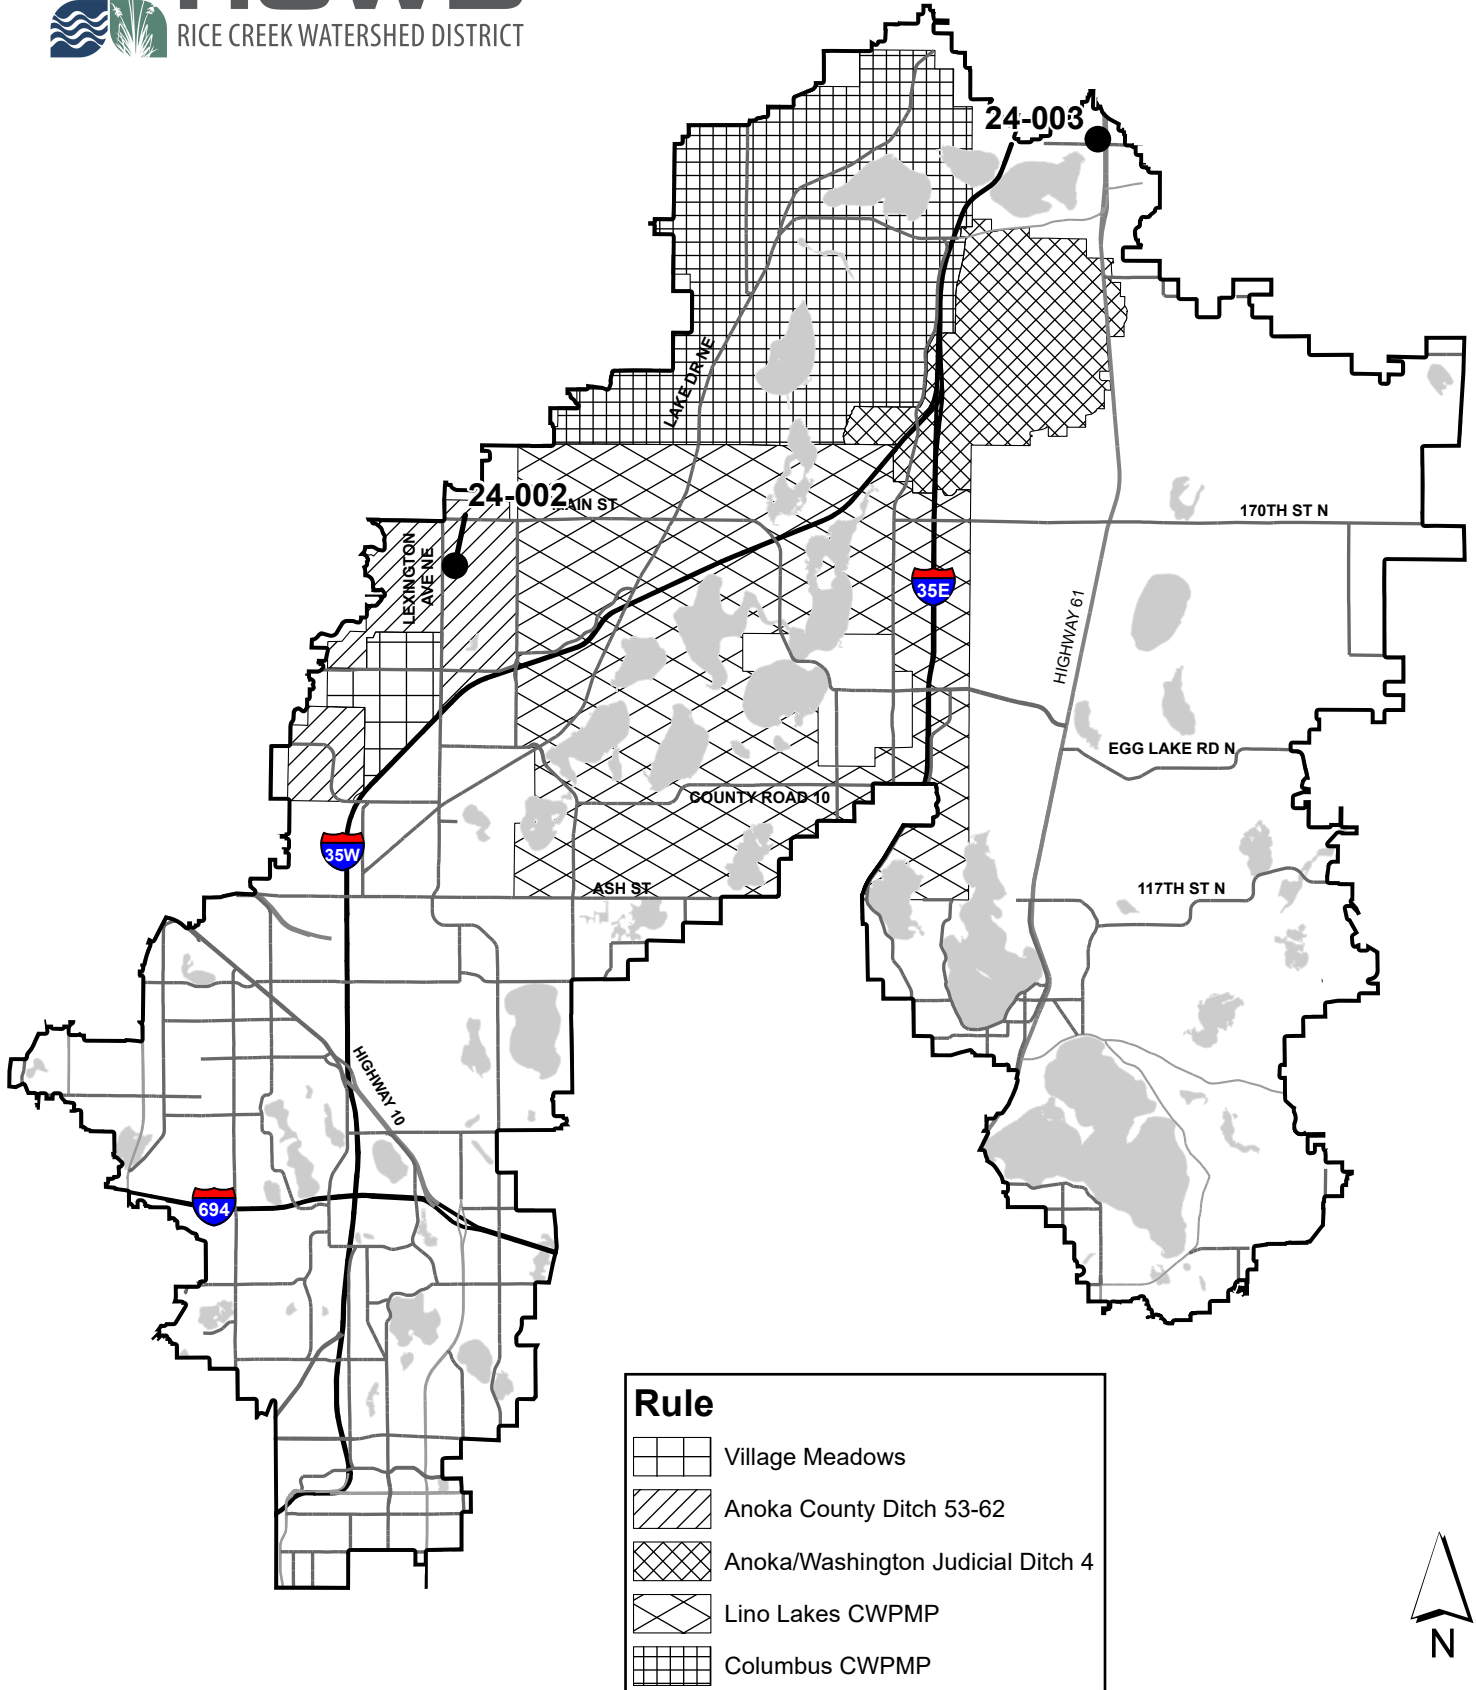 RICE CREEK WATERSHED DISTRICT
24-003
LAKE DR NE
24-002
AIN ST
170TH ST N
LEXINGTON
AVE NE
35E
HIGHWAY 61
EGG LAKE RD N
COUNTY ROAD 10
35W
ASH ST
117TH ST N
HIGHWAY 10
694
Rule
Village Meadows
Anoka County Ditch 53-62
Anoka/Washington Judicial Ditch 4
Lino Lakes CWPMP
Columbus CWPMP
N